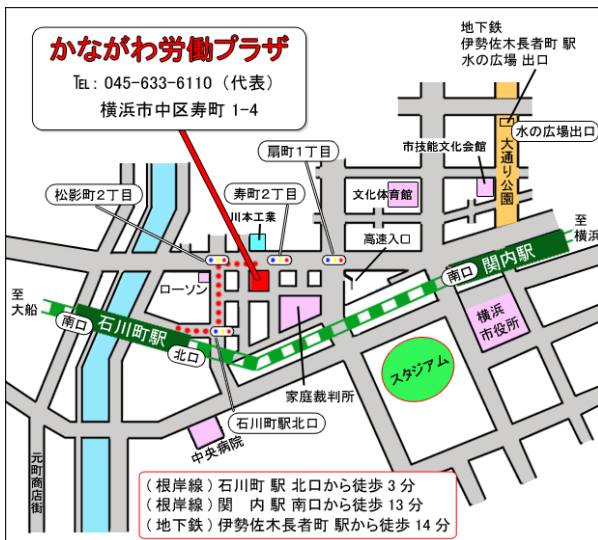 かながわ労働プラザ
℡: 045-633-6110（代表）
横浜市中区寿町 1-4
地下鉄
伊勢佐木長者町 駅
水の広場 出口
水の広場出口
大通り公園
市技能文化会館
文化体育館
扇町1丁目
寿町2丁目
松影町2丁目
川本工業
高速入口
至
横浜
関内駅
南口
ローソン
至
大船
南口
石川町駅
北口
横浜
市役所
スタジアム
家庭裁判所
石川町駅北口
中央病院
元町商店街
（根岸線）石川町 駅 北口から徒歩 3 分
（根岸線）関　内 駅 南口から徒歩 13 分
（地下鉄）伊勢佐木長者町 駅から徒歩 14 分